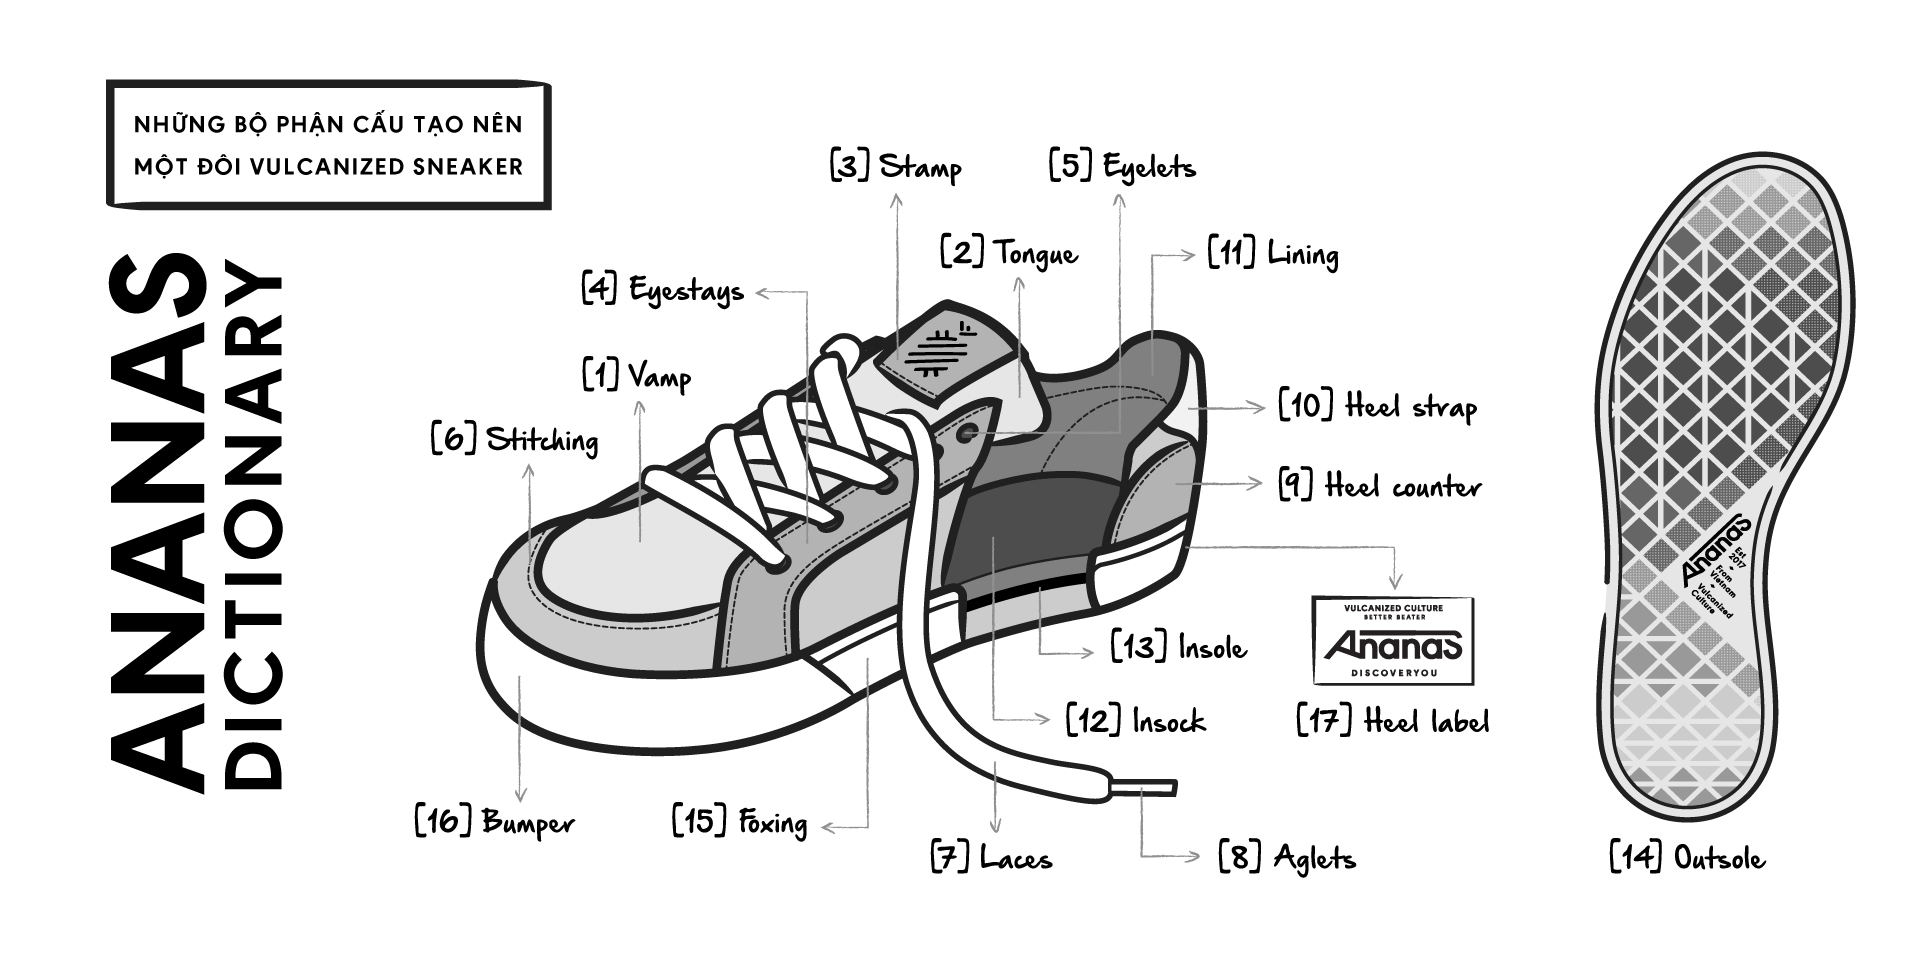 NHỮNG BỘ PHẬN CẤU TẠO NÊN
MỘT ĐÔI VULCANIZED SNEAKER
ANANAS
DICTIONARY
[3] Stamp
[5] Eyelets
[2] Tongue
[11] Lining
[4] Eyestays
[1] Vamp
[10] Heel strap
[6] Stitching
[9] Heel counter
VULCANIZED CULTURE
BETTER BEATER
Ananas
DISCOVERYOU
[13] Insole
[12] Insock
[17] Heel label
[16] Bumper
[15] Foxing
[7] Laces
[8] Aglets
Ananas
Est
2017
+
From
Vietnam
+
Vulcanized
Culture
[14] Outsole